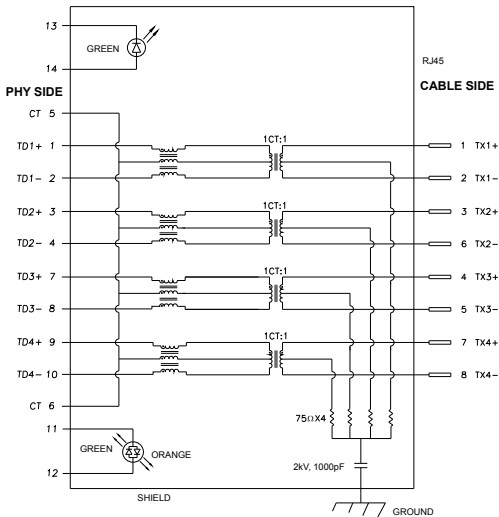 13
GREEN
14
RJ45
PHY SIDE
CABLE SIDE
CT 5
1CT:1
TD1+ 1
1 TX1+
TD1- 2
2 TX1-
1CT:1
TD2+ 3
3 TX2+
TD2- 4
6 TX2-
1CT:1
TD3+ 7
4 TX3+
TD3- 8
5 TX3-
1CT:1
TD4+ 9
7 TX4+
TD4- 10
8 TX4-
CT 6
75ΩX4
11
GREEN ORANGE
2kV, 1000pF
12
SHIELD
GROUND